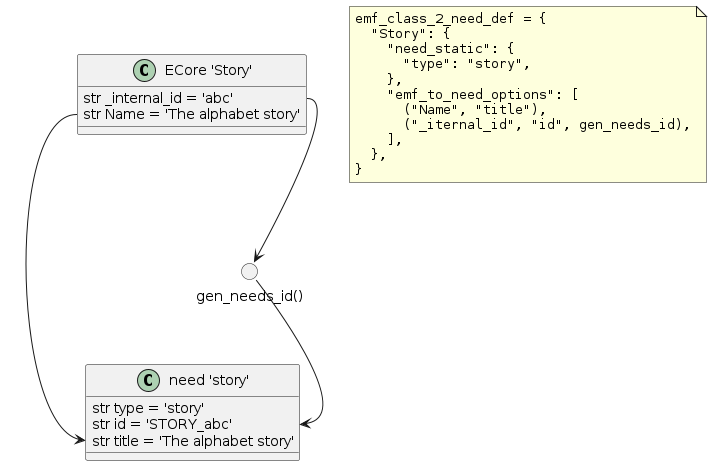 emf_class_2_need_def = {
"Story": {
"need_static": {
"type": "story",
},
"emf_to_need_options": [
("Name", "title"),
("_iternal_id", "id", gen_needs_id),
],
},
}
C ECore 'Story'
str _internal_id = 'abc'
str Name = 'The alphabet story'
gen_needs_id()
C need 'story'
str type = 'story'
str id = 'STORY_abc'
str title = 'The alphabet story'